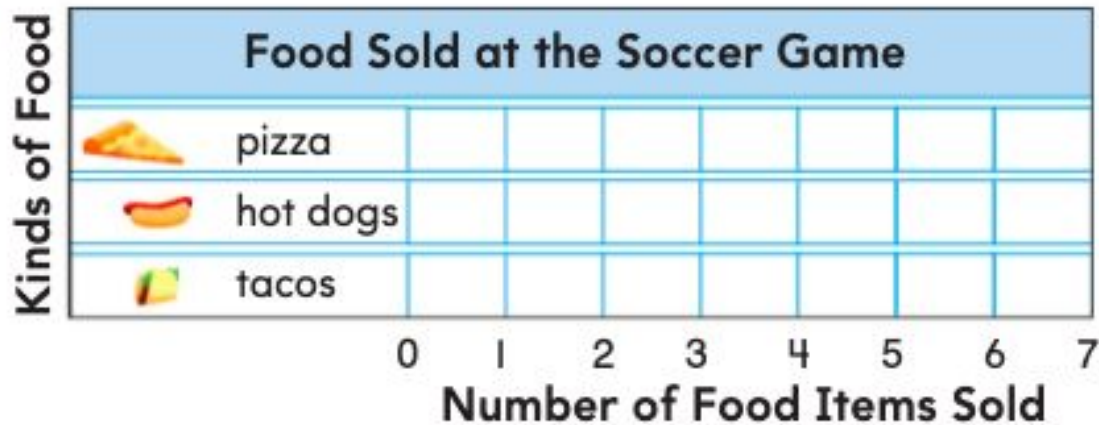 Food Sold at the Soccer Game
Kinds of Food
pizza
hot dogs
tacos
0 1 2 3 4 5 6 7
Number of Food Items Sold